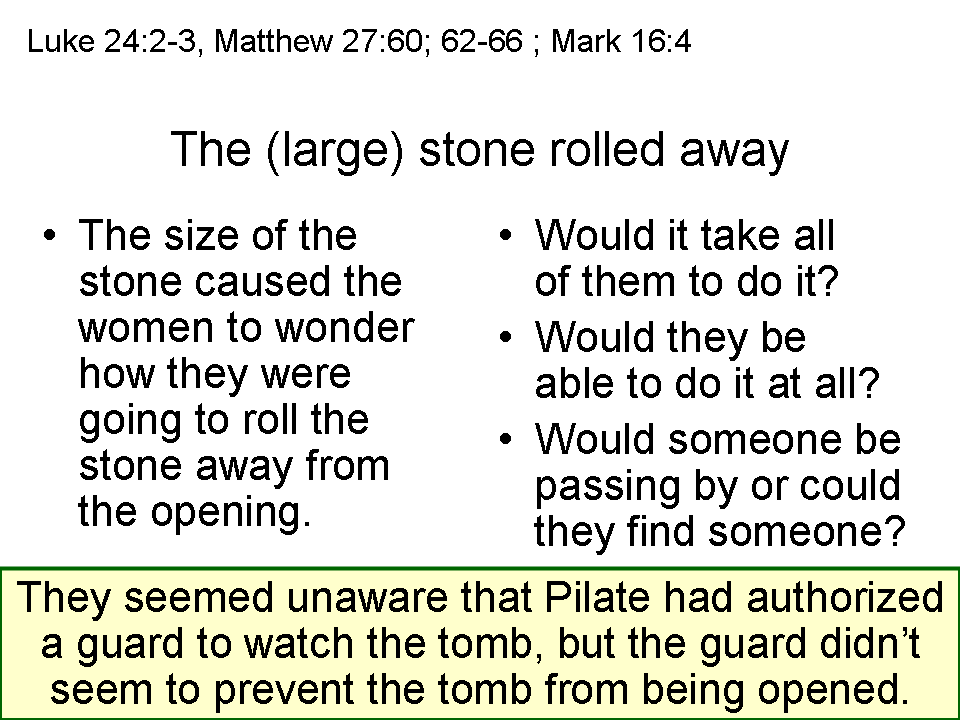 Luke 24:2-3, Matthew 27:60; 62-66 ; Mark 16:4
The (large) stone rolled away
• The size of the
stone caused the
women to wonder
how they were
going to roll the
stone away from
the opening.
• Would it take all
of them to do it?
• Would they be
able to do it at all?
• Would someone be
passing by or could
they find someone?
They seemed unaware that Pilate had authorized
a guard to watch the tomb, but the guard didn’t
seem to prevent the tomb from being opened.